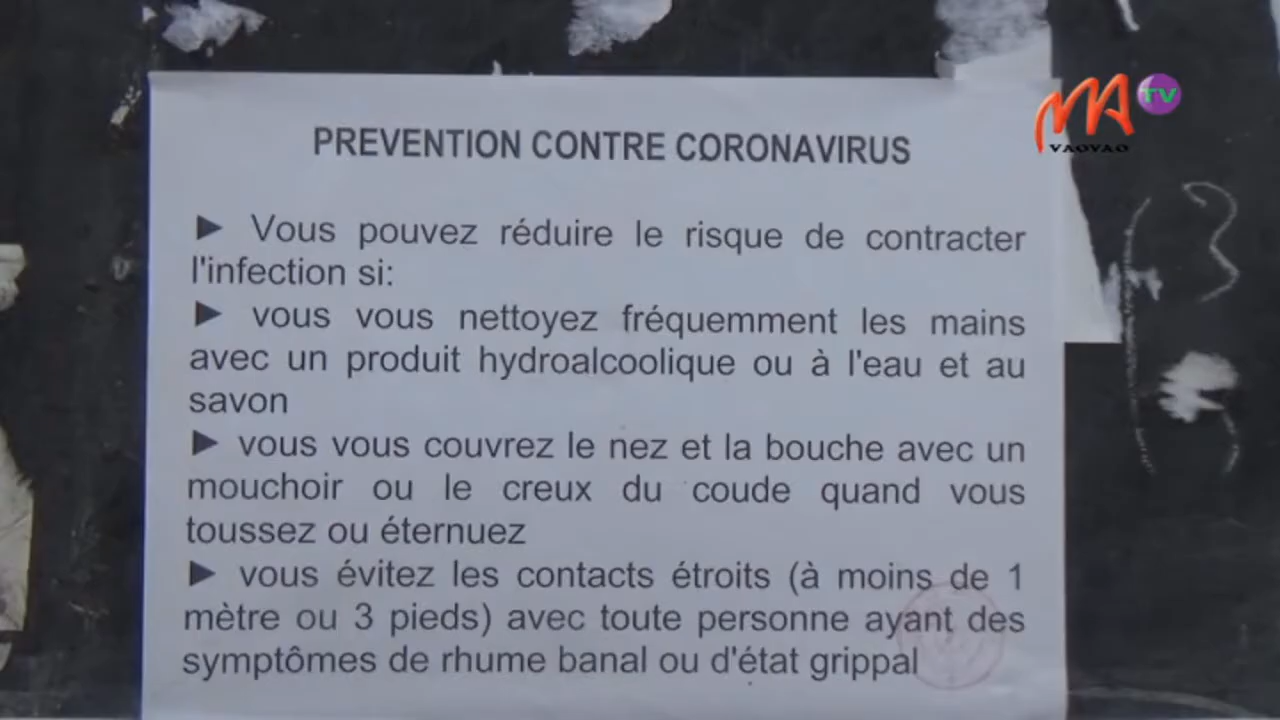 MA TV
VAOVAO
PREVENTION CONTRE CORONAVIRUS
► Vous pouvez réduire le risque de contracter
l'infection si:
► vous vous nettoyez fréquemment les mains
avec un produit hydroalcoolique ou à l'eau et au
savon
► vous vous couvrez le nez et la bouche avec un
mouchoir ou le creux du coude quand vous
toussez ou éternuez
► vous évitez les contacts étroits (à moins de 1
mètre ou 3 pieds) avec toute personne ayant des
symptômes de rhume banal ou d'état grippal